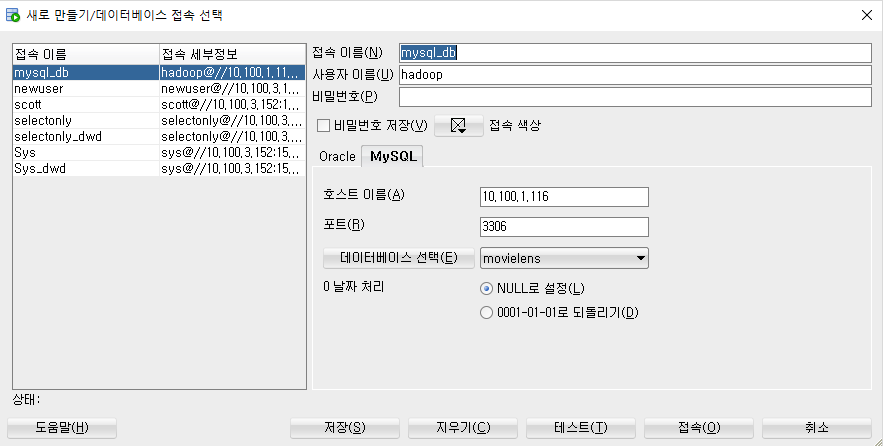 새로 만들기/데이터베이스 접속 선택
접속 이름 접속 세부정보
mysql_db hadoop@//10,100,1,11,,,
newuser newuser@//10,100,3,1,,,
scott scott@//10,100,3,152:1,,,
selectonly selectonly@//10,100,3,,,
selectonly_dwd selectonly@//10,100,3,,,
Sys sys@//10,100,3,152:15,,,
Sys_dwd sys@//10,100,3,152:15,,,
접속 이름(N) mysql_db
사용자 이름(U) hadoop
비밀번호(P)
비밀번호 저장(V) 접속 색상
Oracle MySQL
호스트 이름(A) 10,100,1,116
포트(R) 3306
데이터베이스 선택(E) movielens
0 날짜 처리 NULL로 설정(L)
0001-01-01로 되돌리기(D)
상태:
도움말(H) 저장(S) 지우기(C) 테스트(T) 접속(O) 취소